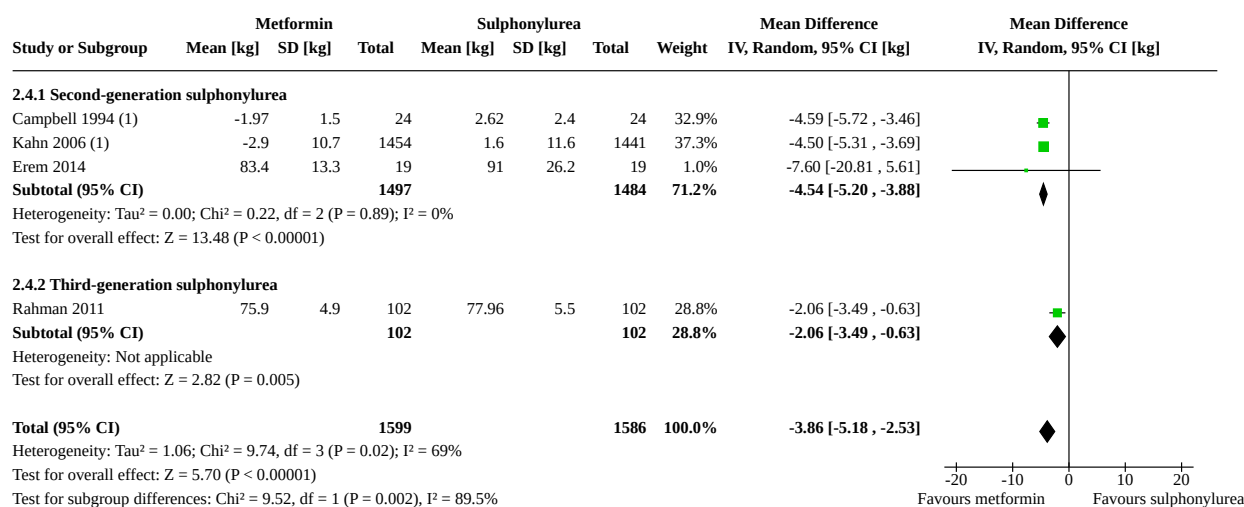 Metformin Sulphonylurea Mean Difference Mean Difference
Study or Subgroup Mean [kg] SD [kg] Total Mean [kg] SD [kg] Total Weight IV, Random, 95% CI [kg] IV, Random, 95% CI [kg]
2.4.1 Second-generation sulphonylurea
Campbell 1994 (1) -1.97 1.5 24 2.62 2.4 24 32.9% -4.59 [-5.72 , -3.46]
Kahn 2006 (1) -2.9 10.7 1454 1.6 11.6 1441 37.3% -4.50 [-5.31 , -3.69]
Erem 2014 83.4 13.3 19 91 26.2 19 1.0% -7.60 [-20.81 , 5.61]
Subtotal (95% CI) 1497 1484 71.2% -4.54 [-5.20 , -3.88]
Heterogeneity: Tau² = 0.00; Chi² = 0.22, df = 2 (P = 0.89); I² = 0%
Test for overall effect: Z = 13.48 (P < 0.00001)
2.4.2 Third-generation sulphonylurea
Rahman 2011 75.9 4.9 102 77.96 5.5 102 28.8% -2.06 [-3.49 , -0.63]
Subtotal (95% CI) 102 102 28.8% -2.06 [-3.49 , -0.63]
Heterogeneity: Not applicable
Test for overall effect: Z = 2.82 (P = 0.005)
Total (95% CI) 1599 1586 100.0% -3.86 [-5.18 , -2.53]
Heterogeneity: Tau² = 1.06; Chi² = 9.74, df = 3 (P = 0.02); I² = 69%
Test for overall effect: Z = 5.70 (P < 0.00001)
-20 -10 0 10 20
Test for subgroup differences: Chi² = 9.52, df = 1 (P = 0.002), I² = 89.5% Favours metformin Favours sulphonylurea